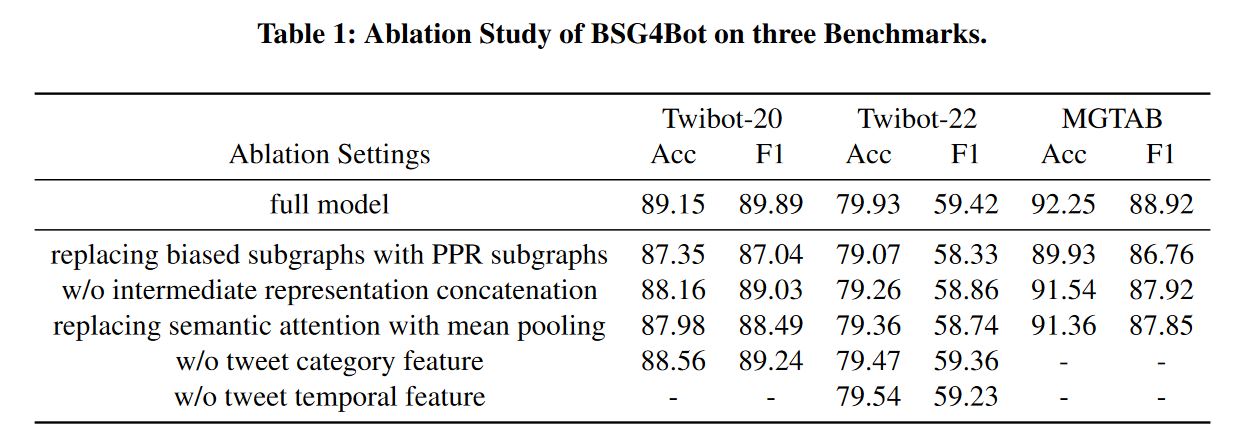 Table 1: Ablation Study of BSG4Bot on three Benchmarks.
Twibot-20 Twibot-22 MGTAB
Ablation Settings Acc F1 Acc F1 Acc F1
full model 89.15 89.89 79.93 59.42 92.25 88.92
replacing biased subgraphs with PPR subgraphs 87.35 87.04 79.07 58.33 89.93 86.76
w/o intermediate representation concatenation 88.16 89.03 79.26 58.86 91.54 87.92
replacing semantic attention with mean pooling 87.98 88.49 79.36 58.74 91.36 87.85
w/o tweet category feature 88.56 89.24 79.47 59.36 - -
w/o tweet temporal feature - - 79.54 59.23 - -